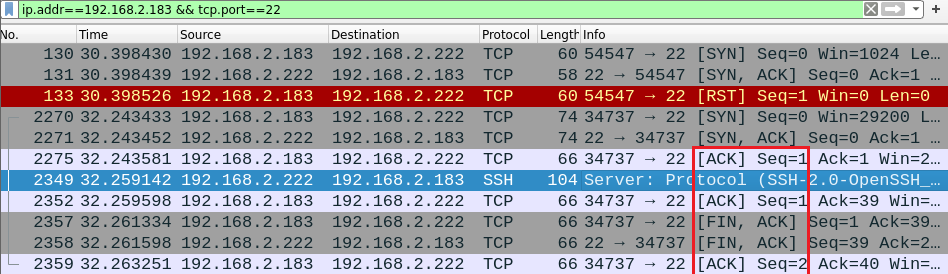 ip.addr==192.168.2.183 && tcp.port==22
No. Time Source Destination Protocol Length Info
130 30.398430 192.168.2.183 192.168.2.222 TCP 60 54547 → 22 [SYN] Seq=0 Win=1024 Le…
131 30.398439 192.168.2.222 192.168.2.183 TCP 58 22 → 54547 [SYN, ACK] Seq=0 Ack=1 …
133 30.398526 192.168.2.183 192.168.2.222 TCP 60 54547 → 22 [RST] Seq=1 Win=0 Len=0
2270 32.243433 192.168.2.183 192.168.2.222 TCP 74 34737 → 22 [SYN] Seq=0 Win=29200 L…
2271 32.243452 192.168.2.222 192.168.2.183 TCP 74 22 → 34737 [SYN, ACK] Seq=0 Ack=1 …
2275 32.243581 192.168.2.183 192.168.2.222 TCP 66 34737 → 22 [ACK] Seq=1 Ack=1 Win=2…
2349 32.259142 192.168.2.222 192.168.2.183 SSH 104 Server: Protocol (SSH-2.0-OpenSSH_…
2352 32.259598 192.168.2.183 192.168.2.222 TCP 66 34737 → 22 [ACK] Seq=1 Ack=39 Win=…
2357 32.261334 192.168.2.183 192.168.2.222 TCP 66 34737 → 22 [FIN, ACK] Seq=1 Ack=39…
2358 32.261598 192.168.2.222 192.168.2.183 TCP 66 22 → 34737 [FIN, ACK] Seq=39 Ack=2…
2359 32.263251 192.168.2.183 192.168.2.222 TCP 66 34737 → 22 [ACK] Seq=2 Ack=40 Win=…